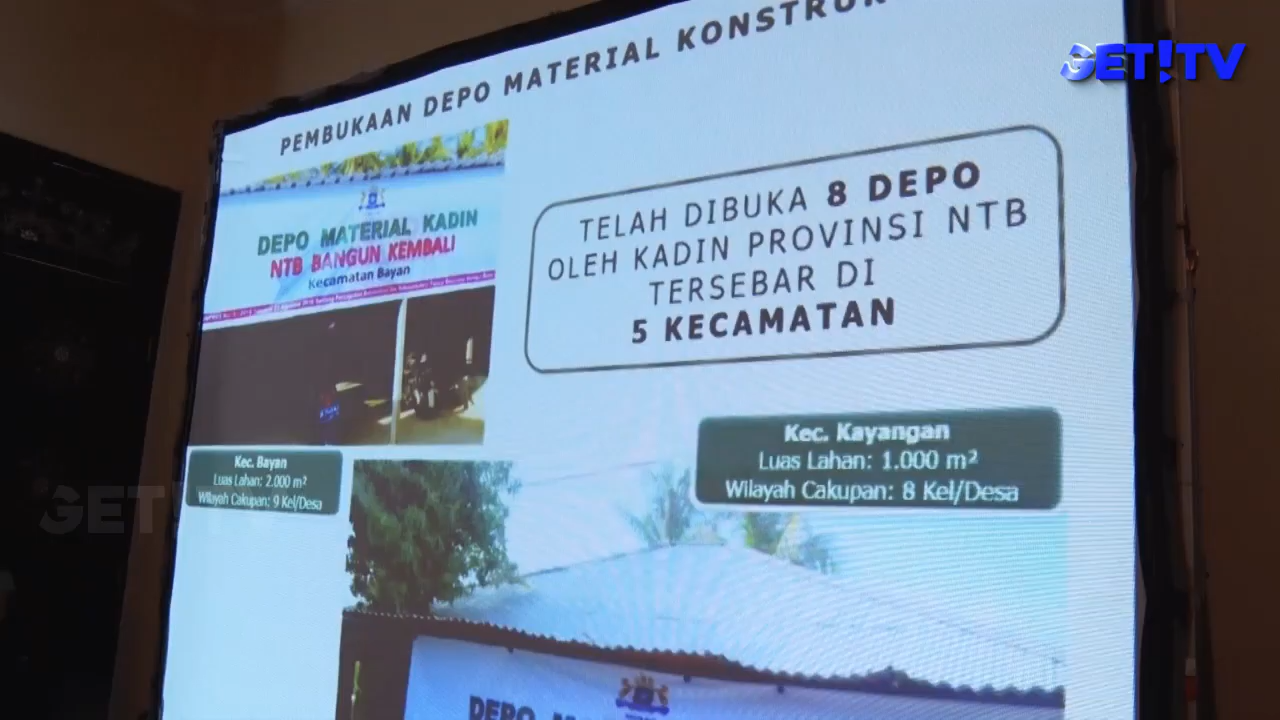 GET!TV
PEMBUKAAN DEPO MATERIAL KONSTRUK
TELAH DIBUKA 8 DEPO
OLEH KADIN PROVINSI NTB
TERSEBAR DI
5 KECAMATAN
DEPO MATERIAL KADIN
NTB BANGUN KEMBALI
Kecamatan Bayan
Kec. Kayangan
Luas Lahan: 1.000 m²
Wilayah Cakupan: 8 Kel/Desa
Kec. Bayan
Luas Lahan: 2.000 m²
Wilayah Cakupan: 9 Kel/Desa
GET!
DEPO